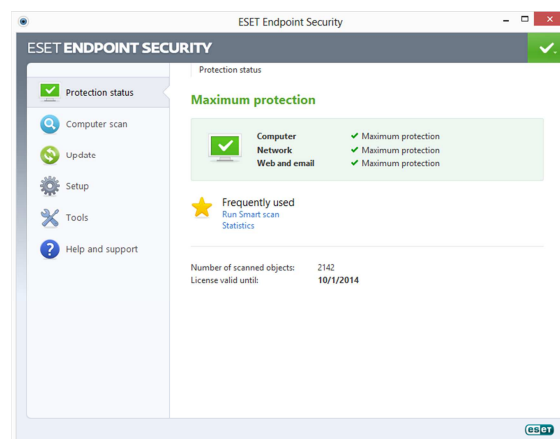 ESET Endpoint Security
ESET ENDPOINT SECURITY
Protection status
Computer scan
Update
Setup
Tools
Help and support
Protection status
Maximum protection
Computer ✔ Maximum protection
Network ✔ Maximum protection
Web and email ✔ Maximum protection
Frequently used
Run Smart scan
Statistics
Number of scanned objects: 2142
License valid until: 10/1/2014
eset